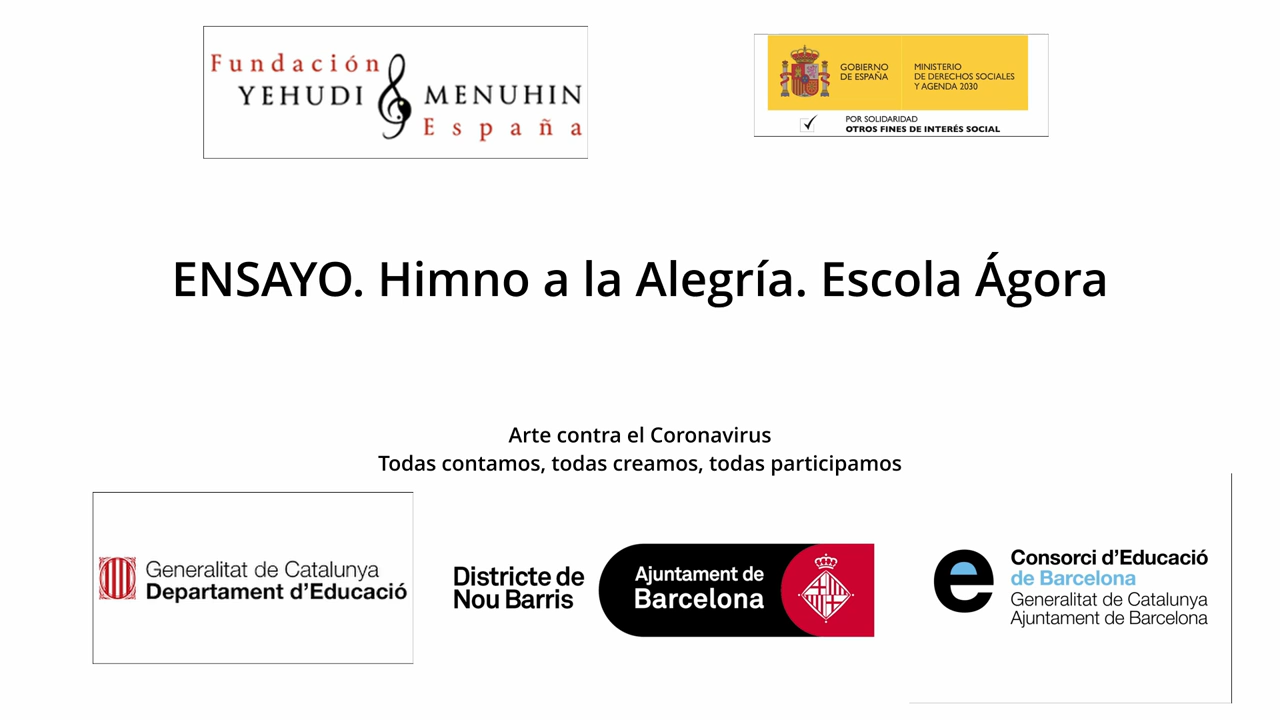 Fundación
YEHUDI MENUHIN
España
GOBIERNO
DE ESPAÑA
MINISTERIO
DE DERECHOS SOCIALES
Y AGENDA 2030
POR SOLIDARIDAD
OTROS FINES DE INTERÉS SOCIAL
ENSAYO. Himno a la Alegría. Escola Ágora
Arte contra el Coronavirus
Todas contamos, todas creamos, todas participamos
Generalitat de Catalunya
Departament d'Educació
Districte de
Nou Barris
Ajuntament de
Barcelona
e
Consorci d'Educació
de Barcelona
Generalitat de Catalunya
Ajuntament de Barcelona